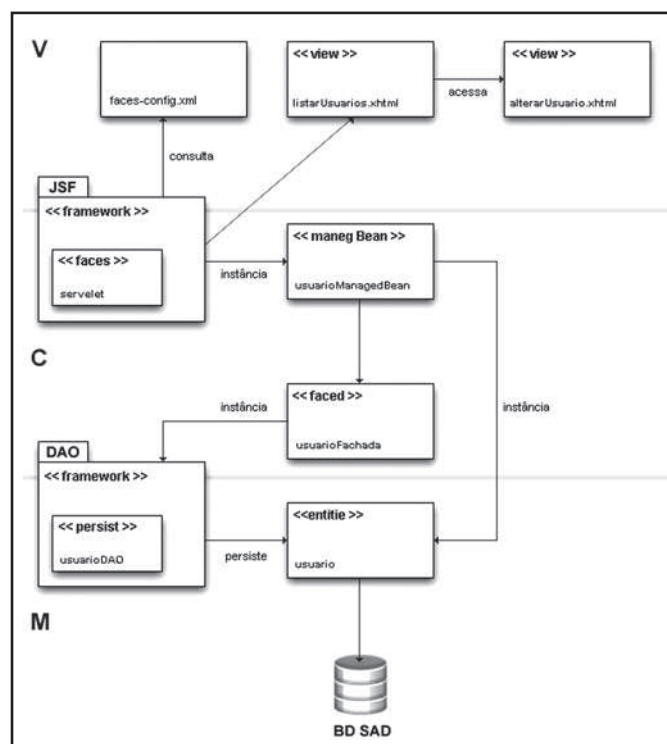 V
faces-config.xml
<< view >>
listarUsuarios.xhtml
acessa
<< view >>
alterarUsuario.xhtml
consulta
JSF
<< framework >>
<< faces >>
servelet
instância
<< maneg Bean >>
usuarioManagedBean
C
instância
<< faced >>
usuarioFachada
instância
DAO
<< framework >>
<< persist >>
usuarioDAO
persiste
<<entitie >>
usuario
M
BD SAD